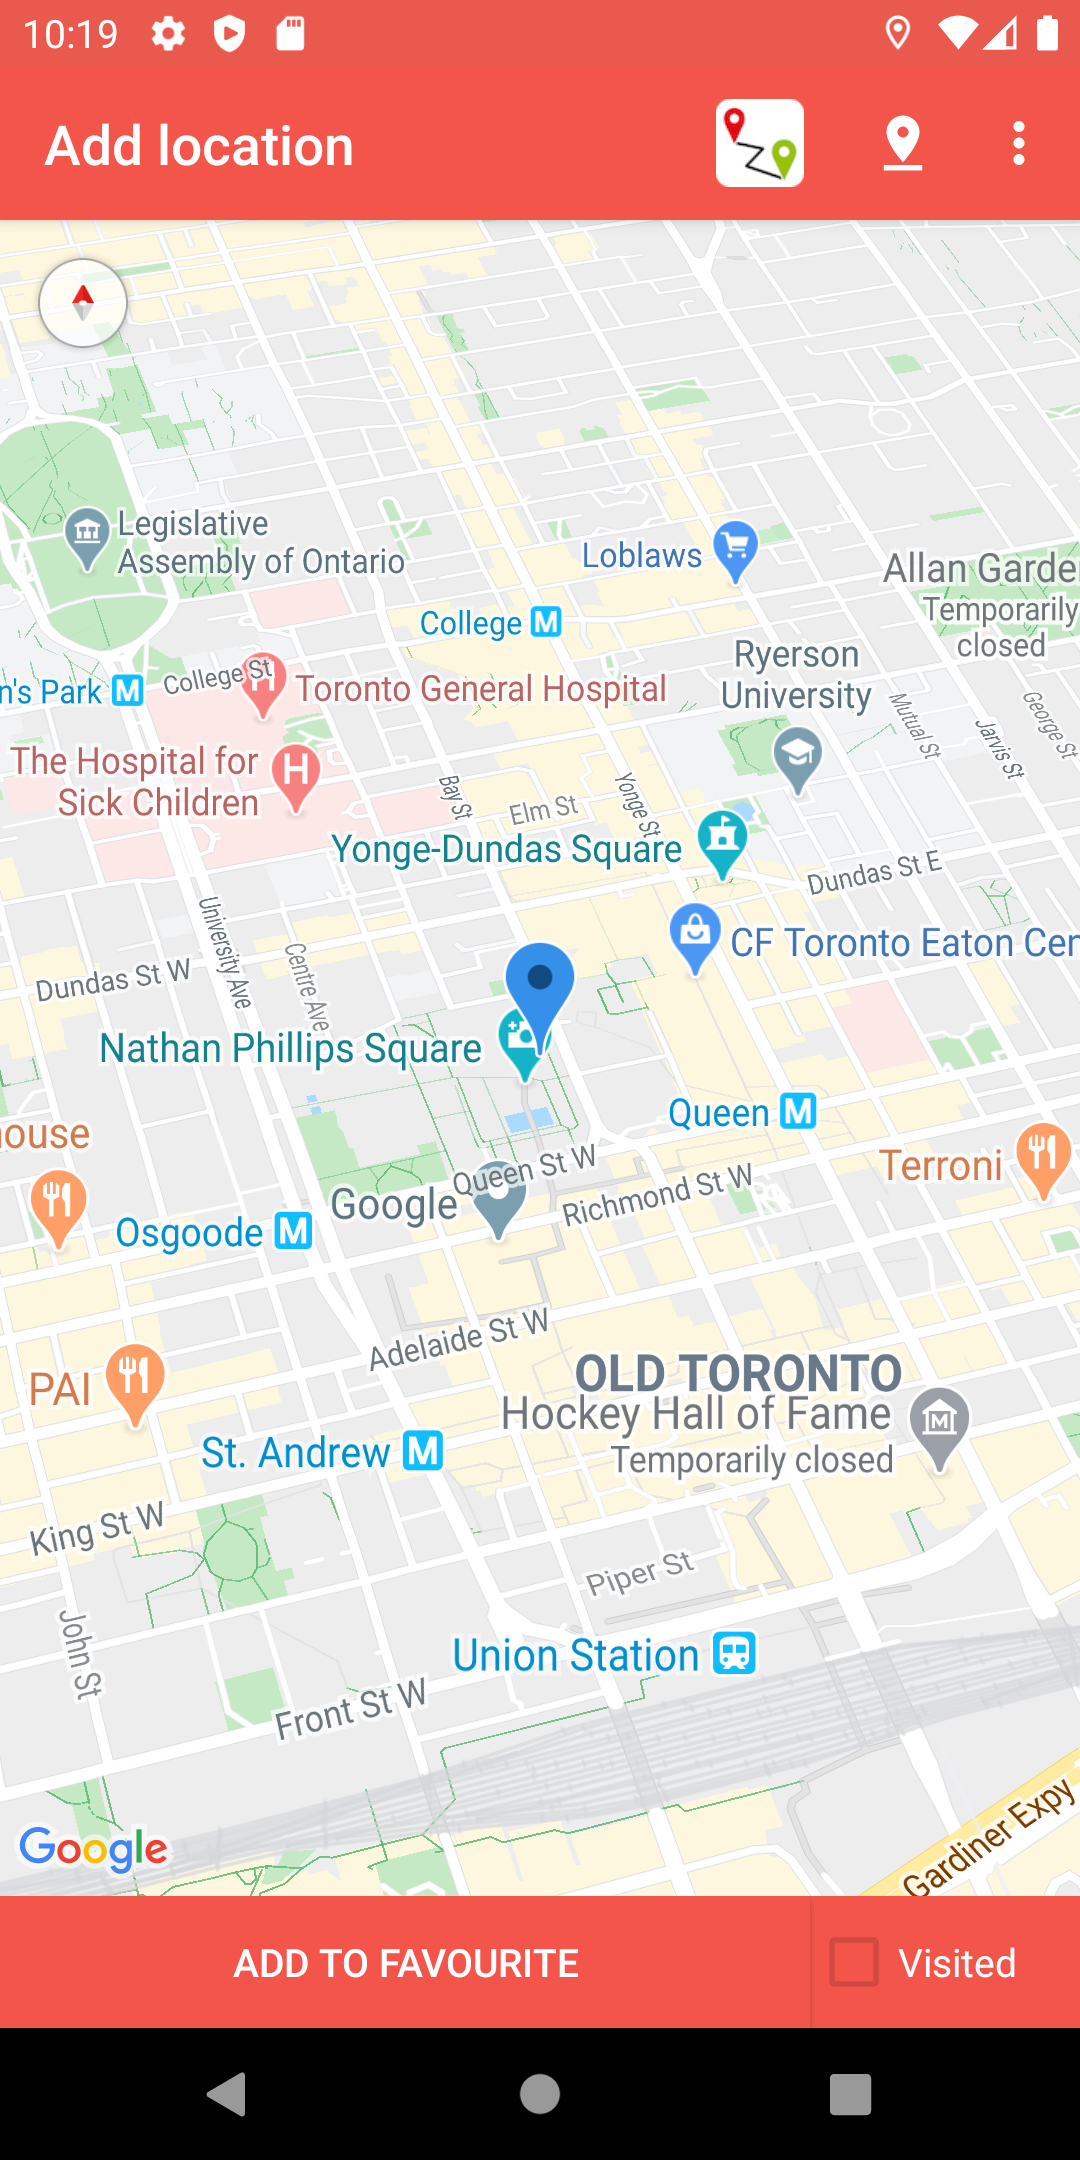 10:19
Add location
Legislative
Assembly of Ontario
Loblaws
Allan Garde
Temporarily
closed
College
Ryerson
University
n's Park
College St
Toronto General Hospital
Mutual St
Jarvis St
George St
The Hospital for
Sick Children
Bay St
Elm St
Yonge St
Yonge-Dundas Square
Dundas St E
University Ave
Centre Ave
CF Toronto Eaton Cen
Dundas St W
Nathan Phillips Square
Queen
ouse
Terroni
Queen St W
Richmond St W
Google
Osgoode
Adelaide St W
PAI
OLD TORONTO
Hockey Hall of Fame
Temporarily closed
St. Andrew
King St W
Piper St
John St
Union Station
Front St W
Gardiner Expy
Google
ADD TO FAVOURITE
Visited